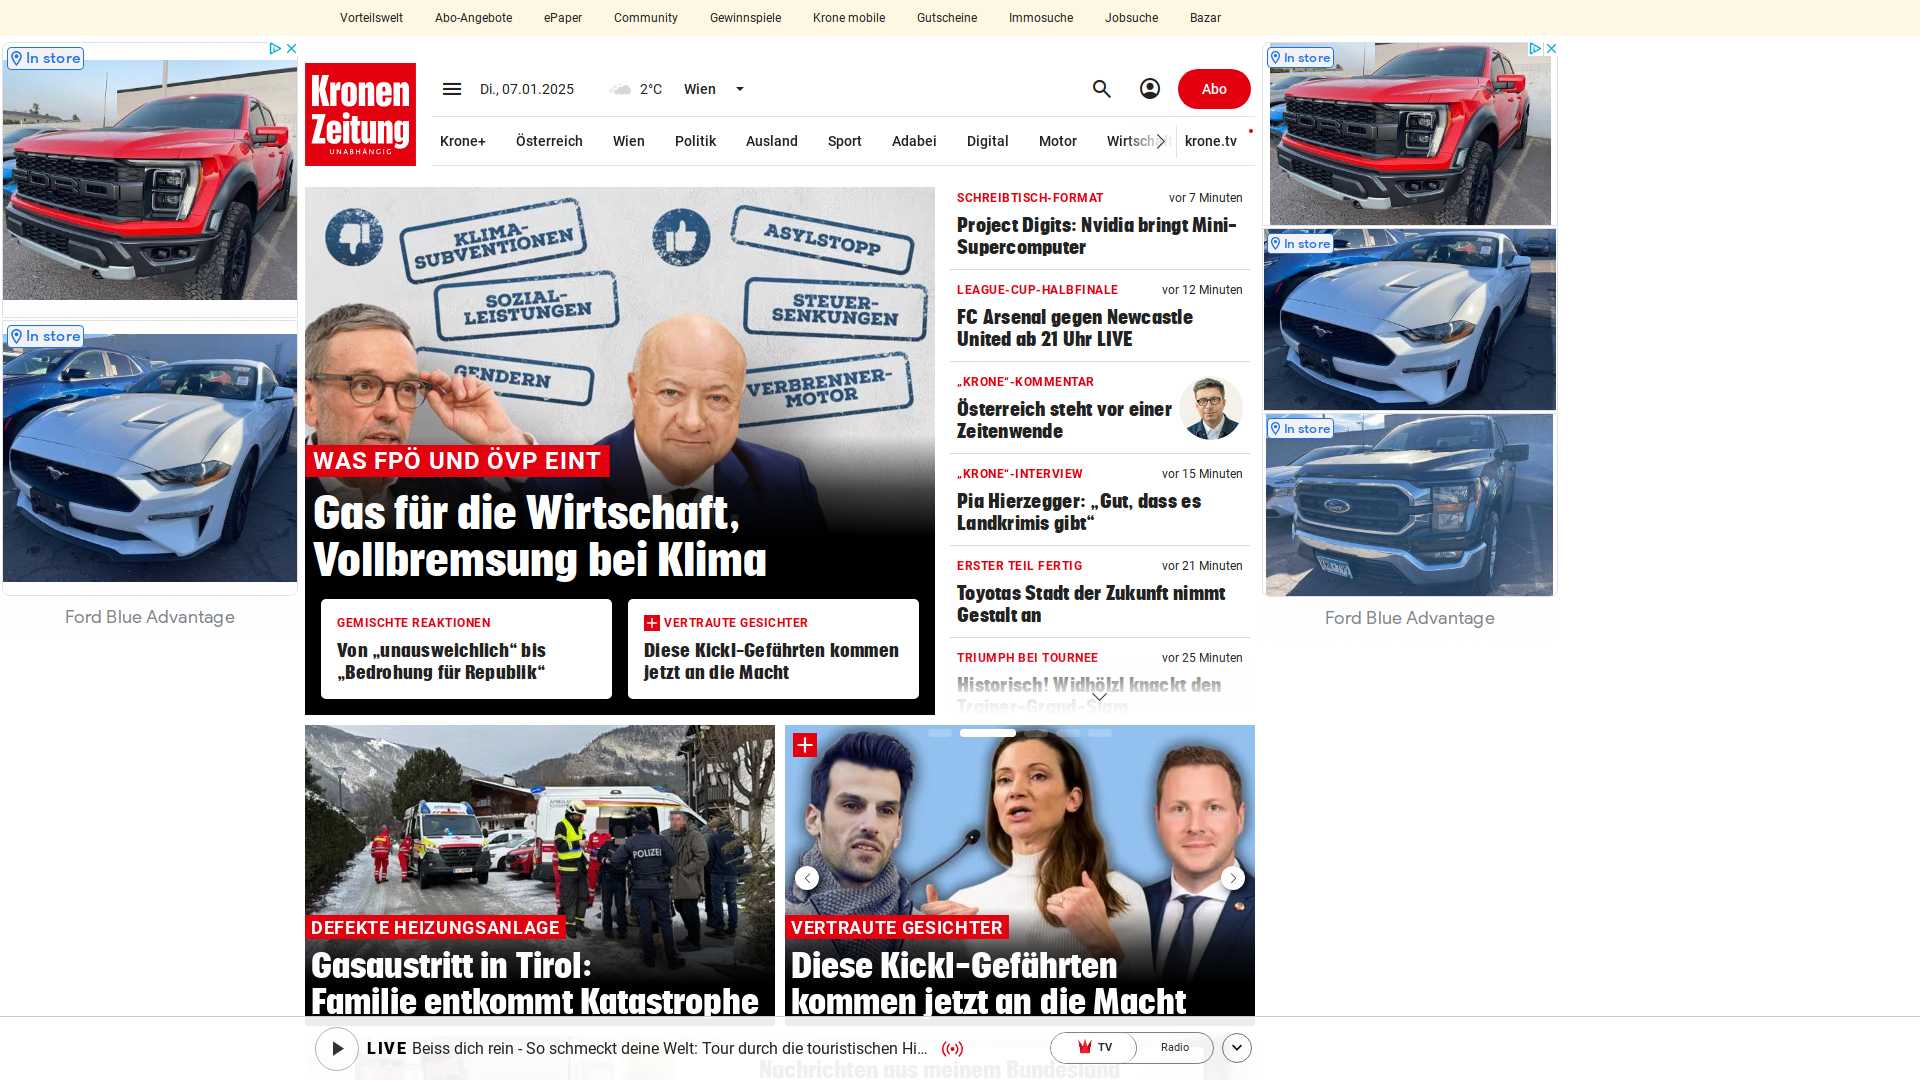 Vorteilswelt Abo-Angebote ePaper Community Gewinnspiele Krone mobile Gutscheine Immosuche Jobsuche Bazar
In store
In store
Ford Blue Advantage
Kronen
Zeitung
UNABHÄNGIG
Di., 07.01.2025 2°C Wien
Abo
Krone+ Österreich Wien Politik Ausland Sport Adabei Digital Motor Wirtschaft krone.tv
KLIMA-
SUBVENTIONEN
SOZIAL-
LEISTUNGEN
GENDERN
ASYLSTOPP
STEUER-
SENKUNGEN
VERBRENNER-
MOTOR
WAS FPÖ UND ÖVP EINT
Gas für die Wirtschaft,
Vollbremsung bei Klima
GEMISCHTE REAKTIONEN
Von „unausweichlich“ bis
„Bedrohung für Republik“
VERTRAUTE GESICHTER
Diese Kickl-Gefährten kommen
jetzt an die Macht
SCHREIBTISCH-FORMAT vor 7 Minuten
Project Digits: Nvidia bringt Mini-
Supercomputer
LEAGUE-CUP-HALBFINALE vor 12 Minuten
FC Arsenal gegen Newcastle
United ab 21 Uhr LIVE
„KRONE“-KOMMENTAR
Österreich steht vor einer
Zeitenwende
„KRONE“-INTERVIEW vor 15 Minuten
Pia Hierzegger: „Gut, dass es
Landkrimis gibt“
ERSTER TEIL FERTIG vor 21 Minuten
Toyotas Stadt der Zukunft nimmt
Gestalt an
TRIUMPH BEI TOURNEE vor 25 Minuten
Historisch! Widhölzl knackt den
Trainer-Grand-Slam
In store
In store
In store
Ford Blue Advantage
POLIZEI
DEFEKTE HEIZUNGSANLAGE
Gasaustritt in Tirol:
Familie entkommt Katastrophe
VERTRAUTE GESICHTER
Diese Kickl-Gefährten
kommen jetzt an die Macht
LIVE Beiss dich rein - So schmeckt deine Welt: Tour durch die touristischen Hi...
TV Radio
Nachrichten aus meinem Bundesland